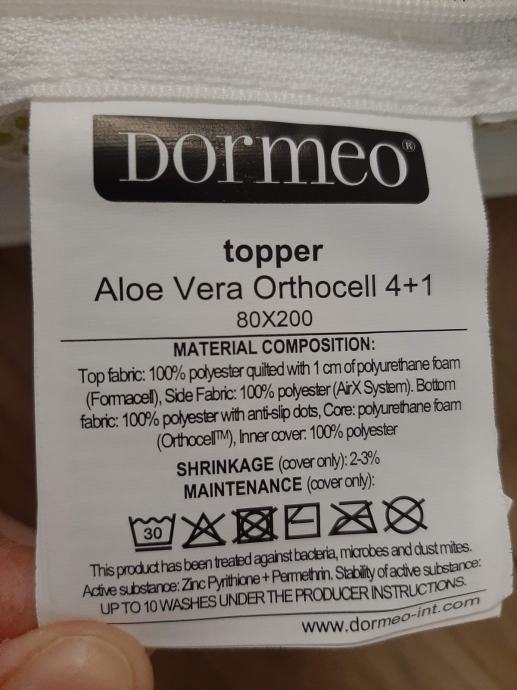 Dormeo®
topper
Aloe Vera Orthocell 4+1
80X200
MATERIAL COMPOSITION:
Top fabric: 100% polyester quilted with 1 cm of polyurethane foam
(Formacell), Side Fabric: 100% polyester (AirX System). Bottom
fabric: 100% polyester with anti-slip dots, Core: polyurethane foam
(Orthocell™), Inner cover: 100% polyester
SHRINKAGE (cover only): 2-3%
MAINTENANCE (cover only):
30
This product has been treated against bacteria, microbes and dust mites.
Active substance: Zinc Pyrithione + Permethrin. Stability of active substance:
UP TO 10 WASHES UNDER THE PRODUCER INSTRUCTIONS.
www.dormeo-int.com